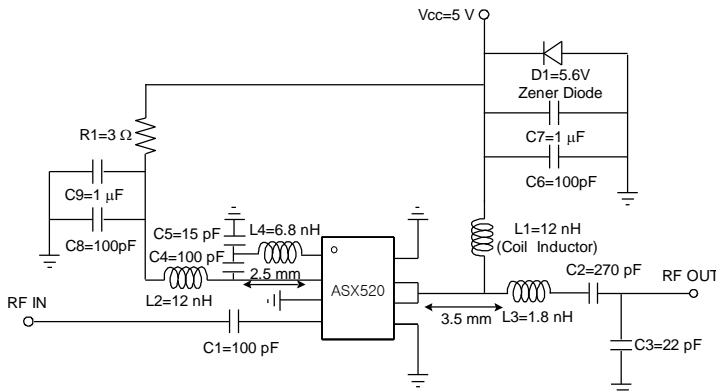 Vcc=5 V
D1=5.6V
Zener Diode
R1=3 Ω
C7=1 µF
C9=1 µF
C6=100pF
C8=100pF
C5=15 pF
L4=6.8 nH
L1=12 nH
(Coil Inductor)
C4=100 pF
2.5 mm
L2=12 nH
ASX520
C2=270 pF
RF OUT
RF IN
3.5 mm
L3=1.8 nH
C1=100 pF
C3=22 pF